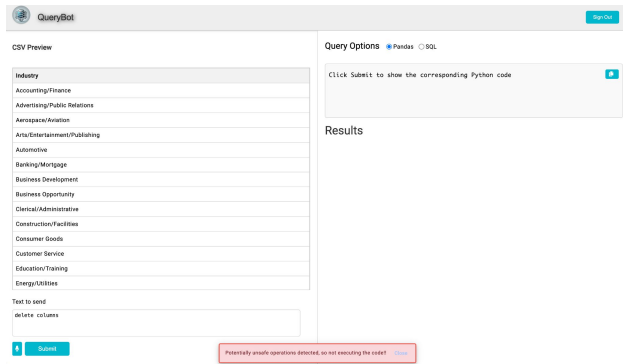 QueryBot
Sign Out
CSV Preview
Industry
Accounting/Finance
Advertising/Public Relations
Aerospace/Aviation
Arts/Entertainment/Publishing
Automotive
Banking/Mortgage
Business Development
Business Opportunity
Clerical/Administrative
Construction/Facilities
Consumer Goods
Customer Service
Education/Training
Energy/Utilities
Text to send
delete columns
Submit
Query Options Pandas SQL
Click Submit to show the corresponding Python code
Results
Potentially unsafe operations detected, so not executing the code!! Close